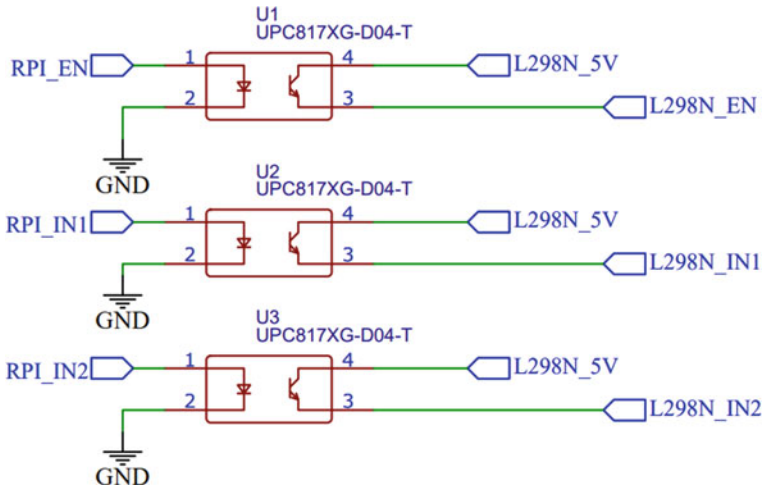 U1
UPC817XG-D04-T
RPI_EN 1 4 L298N_5V
2 3 L298N_EN
GND
U2
UPC817XG-D04-T
RPI_IN1 1 4 L298N_5V
2 3 L298N_IN1
GND
U3
UPC817XG-D04-T
RPI_IN2 1 4 L298N_5V
2 3 L298N_IN2
GND